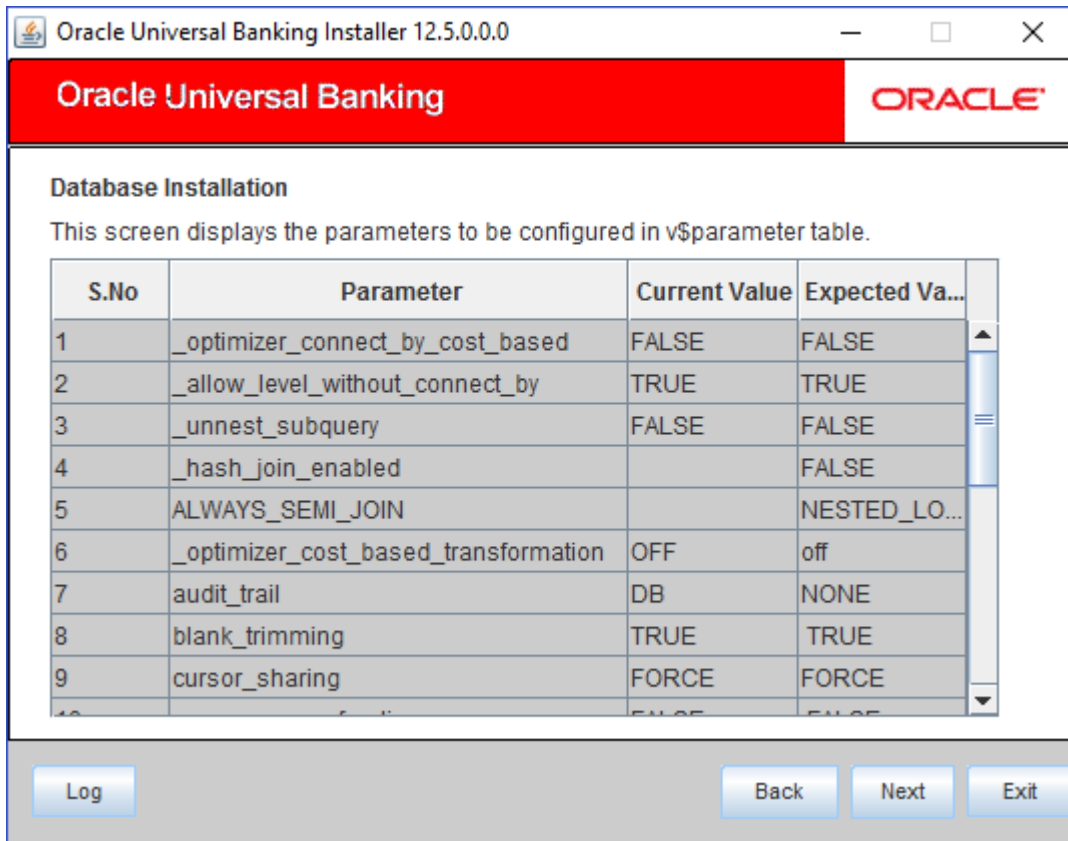 Oracle Universal Banking Installer 12.5.0.0.0
Oracle Universal Banking
ORACLE
Database Installation
This screen displays the parameters to be configured in v$parameter table.
S.No Parameter Current Value Expected Va...
1 _optimizer_connect_by_cost_based FALSE FALSE
2 _allow_level_without_connect_by TRUE TRUE
3 _unnest_subquery FALSE FALSE
4 _hash_join_enabled FALSE
5 ALWAYS_SEMI_JOIN NESTED_LO...
6 _optimizer_cost_based_transformation OFF off
7 audit_trail DB NONE
8 blank_trimming TRUE TRUE
9 cursor_sharing FORCE FORCE
Log Back Next Exit